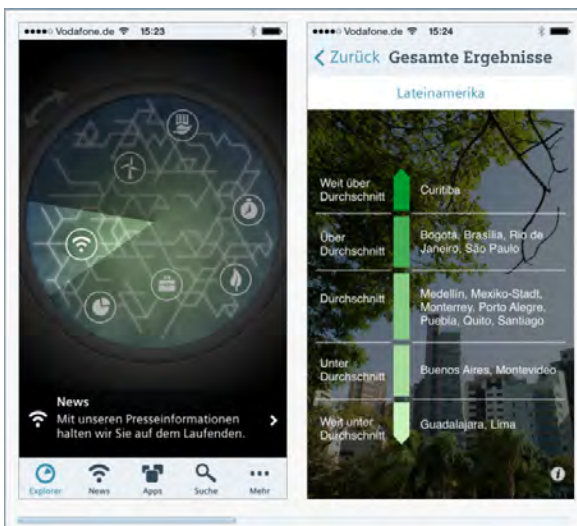 Vodafone.de 15:23
News
Mit unseren Presseinformationen
halten wir Sie auf dem Laufenden.
Explorer News Apps Suche Mehr
Vodafone.de 15:24
Zurück Gesamte Ergebnisse
Lateinamerika
Weit über
Durchschnitt
Curitiba
Über
Durchschnitt
Bogotá, Brasília, Rio de
Janeiro, São Paulo
Durchschnitt
Medellín, Mexiko-Stadt,
Monterrey, Porto Alegre,
Puebla, Quito, Santiago
Unter
Durchschnitt
Buenos Aires, Montevideo
Weit unter
Durchschnitt
Guadalajara, Lima